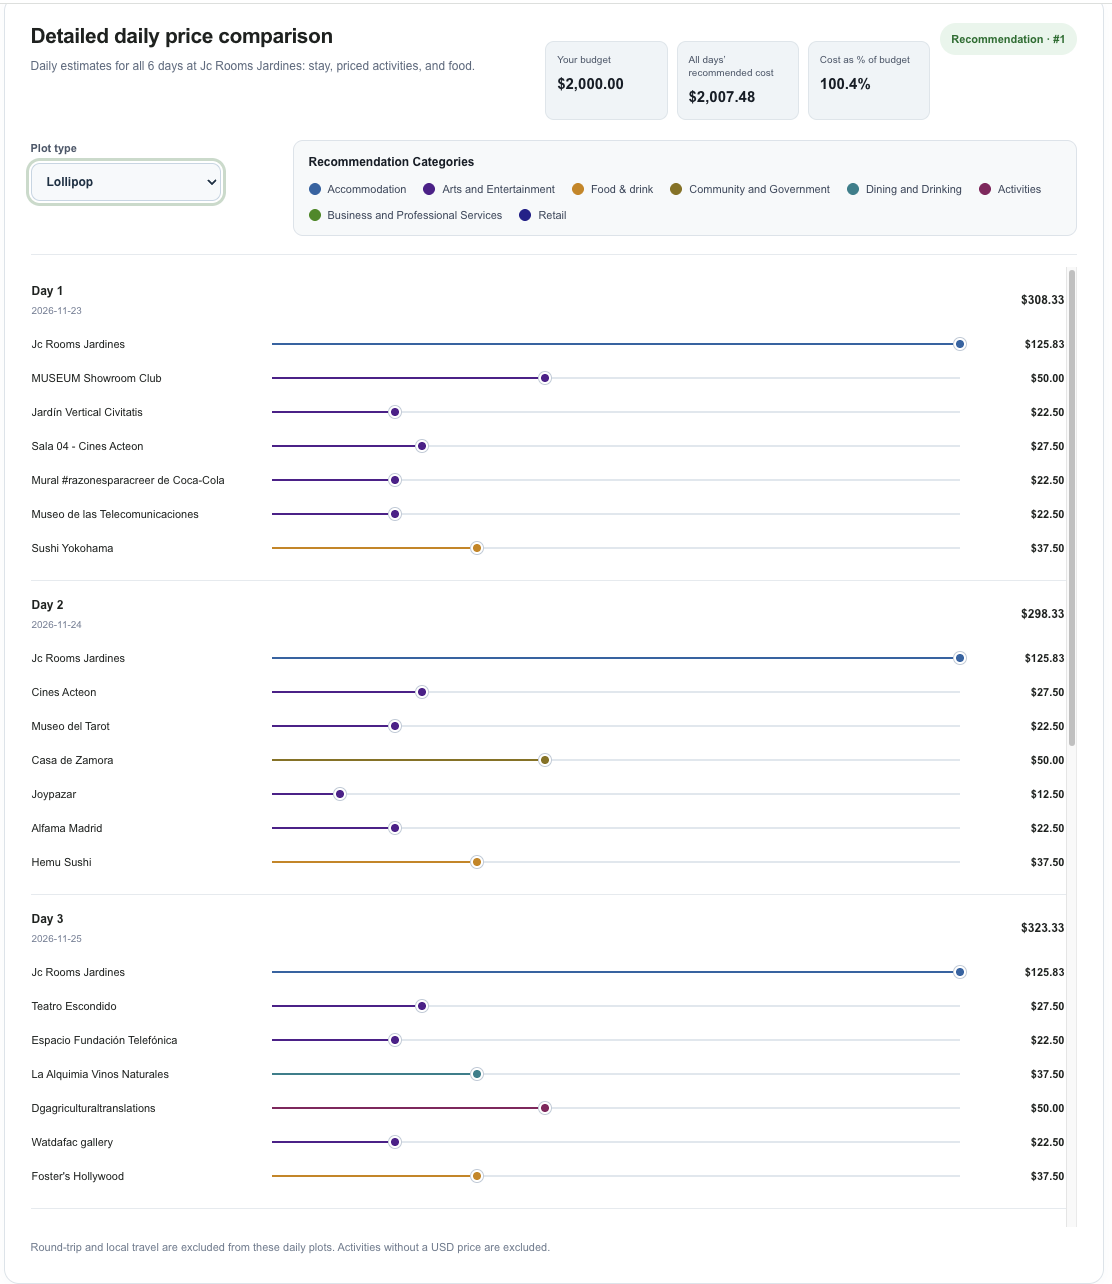 Detailed daily price comparison
Daily estimates for all 6 days at Jc Rooms Jardines: stay, priced activities, and food.
Your budget
$2,000.00
All days'
recommended cost
$2,007.48
Cost as % of budget
100.4%
Recommendation · #1
Plot type
Lollipop
Recommendation Categories
Accommodation
Arts and Entertainment
Food & drink
Community and Government
Dining and Drinking
Activities
Business and Professional Services
Retail
Day 1
2026-11-23
$308.33
Jc Rooms Jardines $125.83
MUSEUM Showroom Club $50.00
Jardín Vertical Civitatis $22.50
Sala 04 - Cines Acteon $27.50
Mural #razonesparacreer de Coca-Cola $22.50
Museo de las Telecomunicaciones $22.50
Sushi Yokohama $37.50
Day 2
2026-11-24
$298.33
Jc Rooms Jardines $125.83
Cines Acteon $27.50
Museo del Tarot $22.50
Casa de Zamora $50.00
Joypazar $12.50
Alfama Madrid $22.50
Hemu Sushi $37.50
Day 3
2026-11-25
$323.33
Jc Rooms Jardines $125.83
Teatro Escondido $27.50
Espacio Fundación Telefónica $22.50
La Alquimia Vinos Naturales $37.50
Dgagriculturaltranslations $50.00
Watdafac gallery $22.50
Foster's Hollywood $37.50
Round-trip and local travel are excluded from these daily plots. Activities without a USD price are excluded.